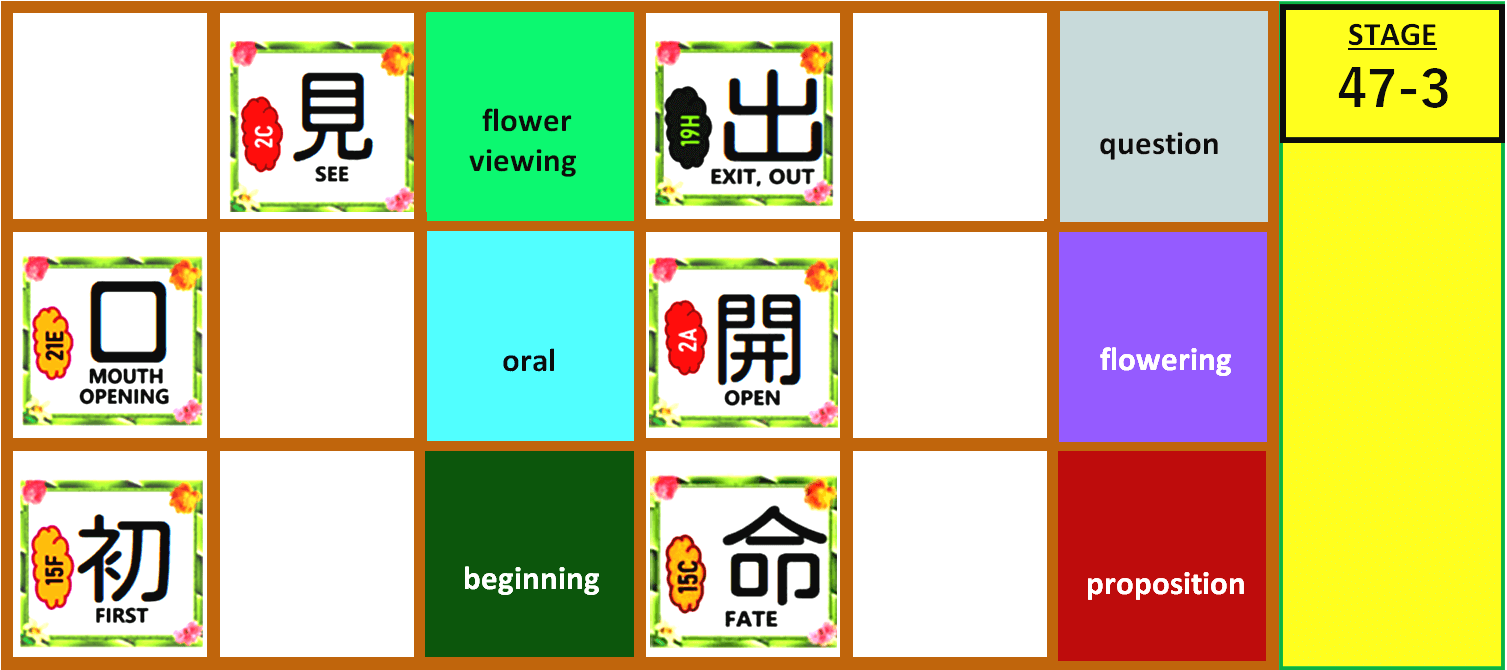 2C
見
SEE
flower
viewing
19H
出
EXIT, OUT
question
STAGE
47-3
21E
口
MOUTH
OPENING
oral
2A
開
OPEN
flowering
15F
初
FIRST
beginning
15C
命
FATE
proposition